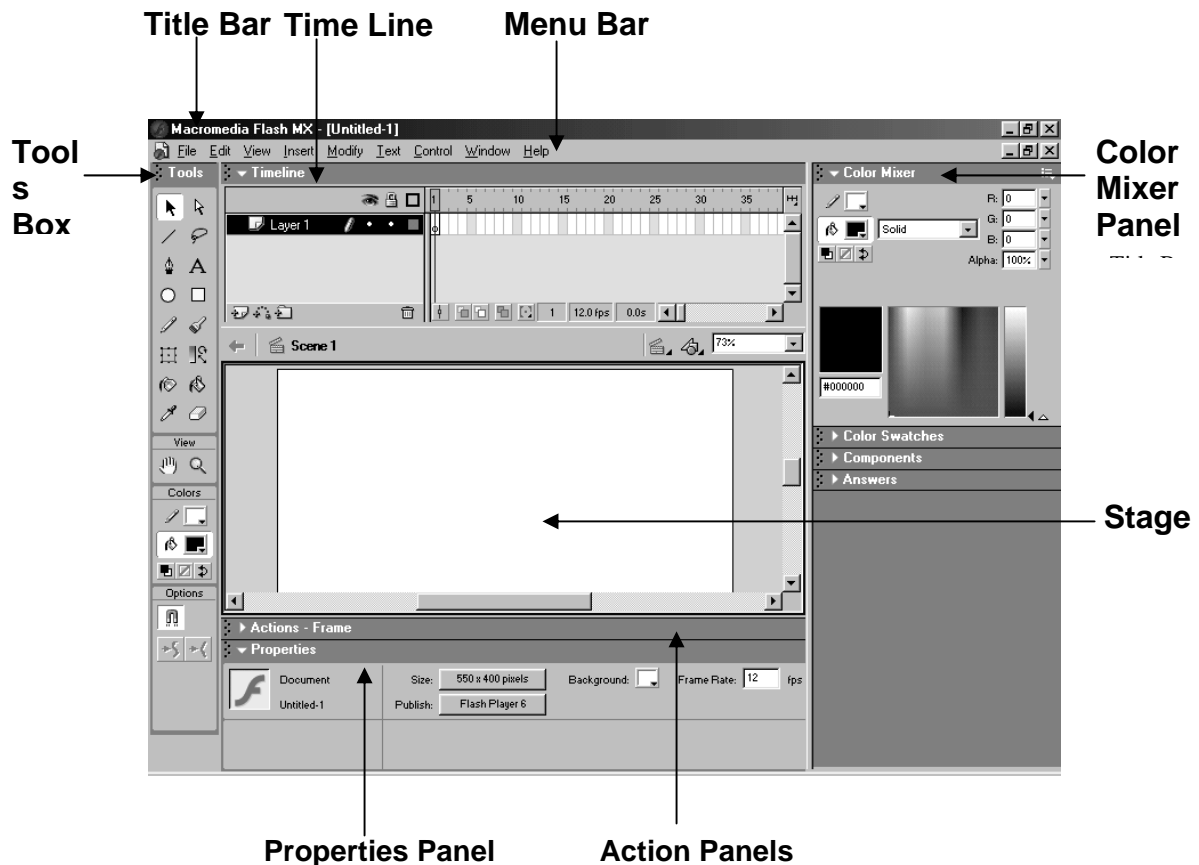 Title Bar Time Line Menu Bar
Macromedia Flash MX - [Untitled-1]
File Edit View Insert Modify Text Control Window Help
Tool
s
Box
Color
Mixer
Panel
Tools
View
Colors
Options
Timeline
1 5 10 15 20 25 30 35
Layer 1
1 12.0 fps 0.0s
Scene 1
73%
Color Mixer
R: 0
G: 0
Solid
B: 0
Alpha: 100%
#000000
Color Swatches
Components
Answers
Stage
Actions - Frame
Properties
Document
Size: 550 x 400 pixels
Background:
Frame Rate: 12 fps
Untitled-1
Publish: Flash Player 6
Properties Panel
Action Panels